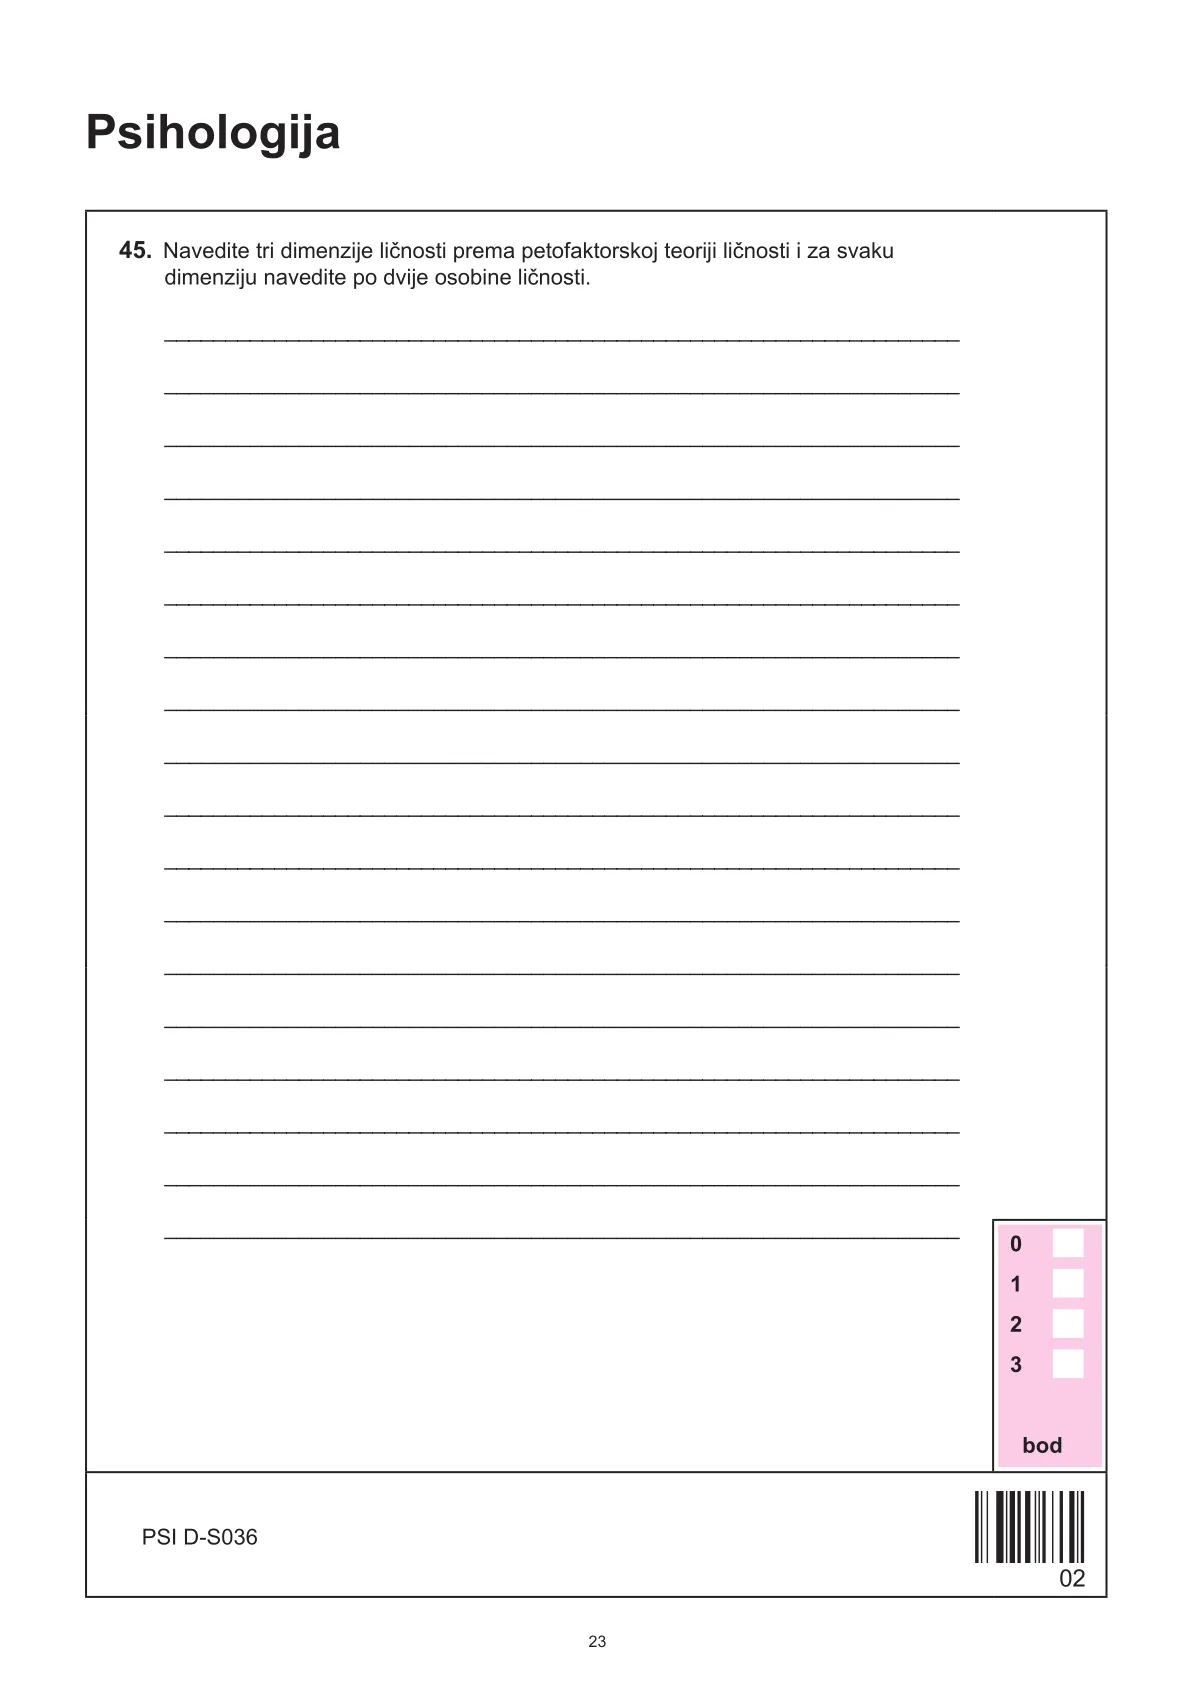 Psihologija
45. Navedite tri dimenzije ličnosti prema petofaktorskoj teoriji ličnosti i za svaku
dimenziju navedite po dvije osobine ličnosti.
0
1
2
3
bod
PSI D-S036
02
23